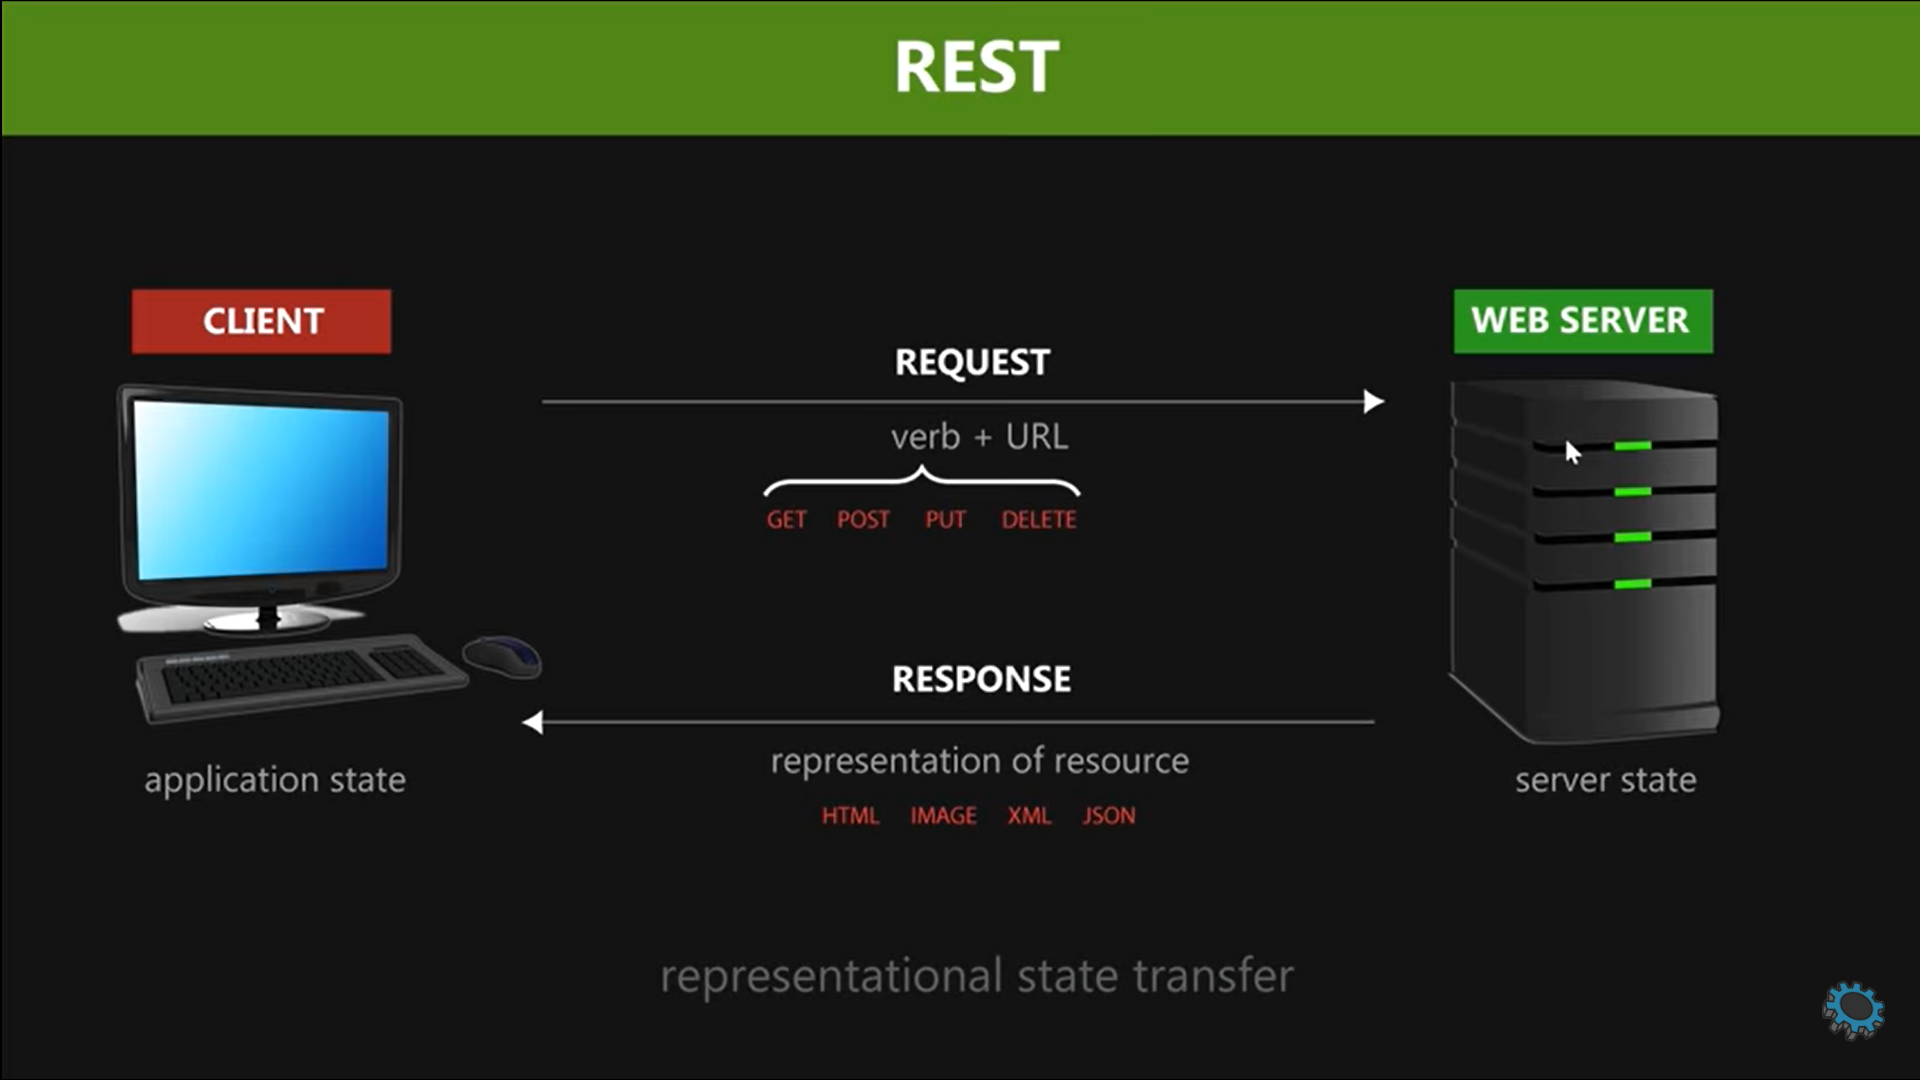 REST
CLIENT
WEB SERVER
REQUEST
verb + URL
GET POST PUT DELETE
RESPONSE
representation of resource
HTML IMAGE XML JSON
application state
server state
representational state transfer